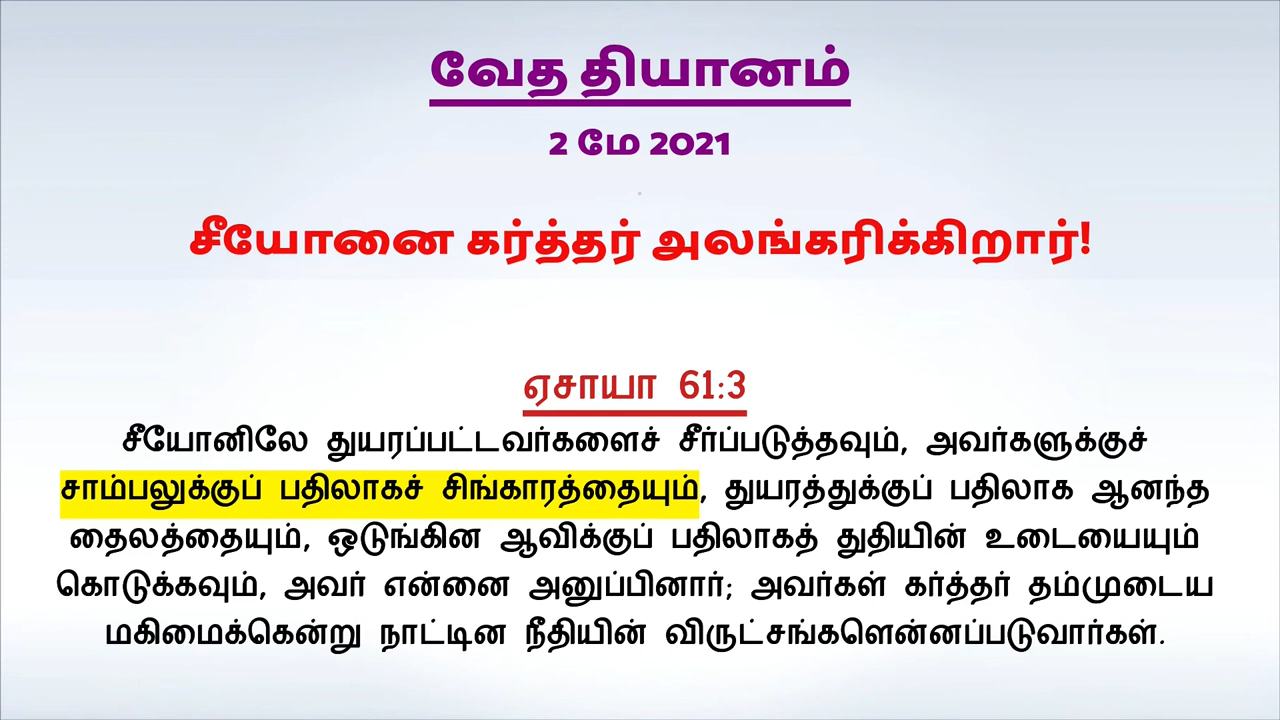 வேத தியானம்
2 மே 2021
சீயோனை கர்த்தர் அலங்கரிக்கிறார்!
ஏசாயா 61:3
சீயோனிலே துயரப்பட்டவர்களைச் சீர்ப்படுத்தவும், அவர்களுக்குச்
சாம்பலுக்குப் பதிலாகச் சிங்காரத்தையும், துயரத்துக்குப் பதிலாக ஆனந்த
தைலத்தையும், ஒடுங்கின ஆவிக்குப் பதிலாகத் துதியின் உடையையும்
கொடுக்கவும், அவர் என்னை அனுப்பினார்; அவர்கள் கர்த்தர் தம்முடைய
மகிமைக்கென்று நாட்டின நீதியின் விருட்சங்களென்னப்படுவார்கள்.